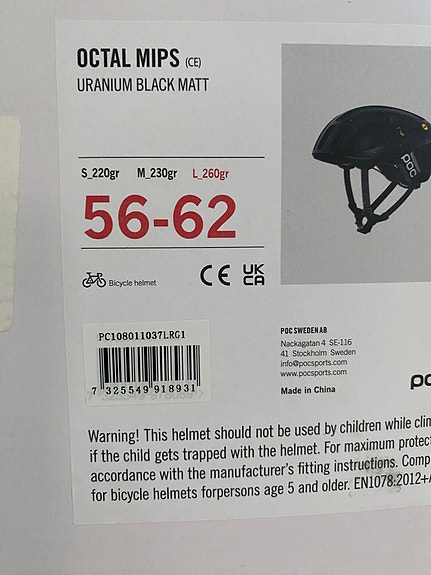 OCTAL MIPS (CE)
URANIUM BLACK MATT
S_220gr M_230gr L_260gr
56-62
Bicycle helmet
CE UK CA
poc
PC108011037LRG1
7 325549 918931
POC SWEDEN AB
Nackagatan 4 SE-116
41 Stockholm Sweden
info@pocsports.com
www.pocsports.com
Made in China
Warning! This helmet should not be used by children while
if the child gets trapped with the helmet. For maximum
accordance with the manufacturer's fitting instructions.
for bicycle helmets forpersons age 5 and older. EN1078:2012+